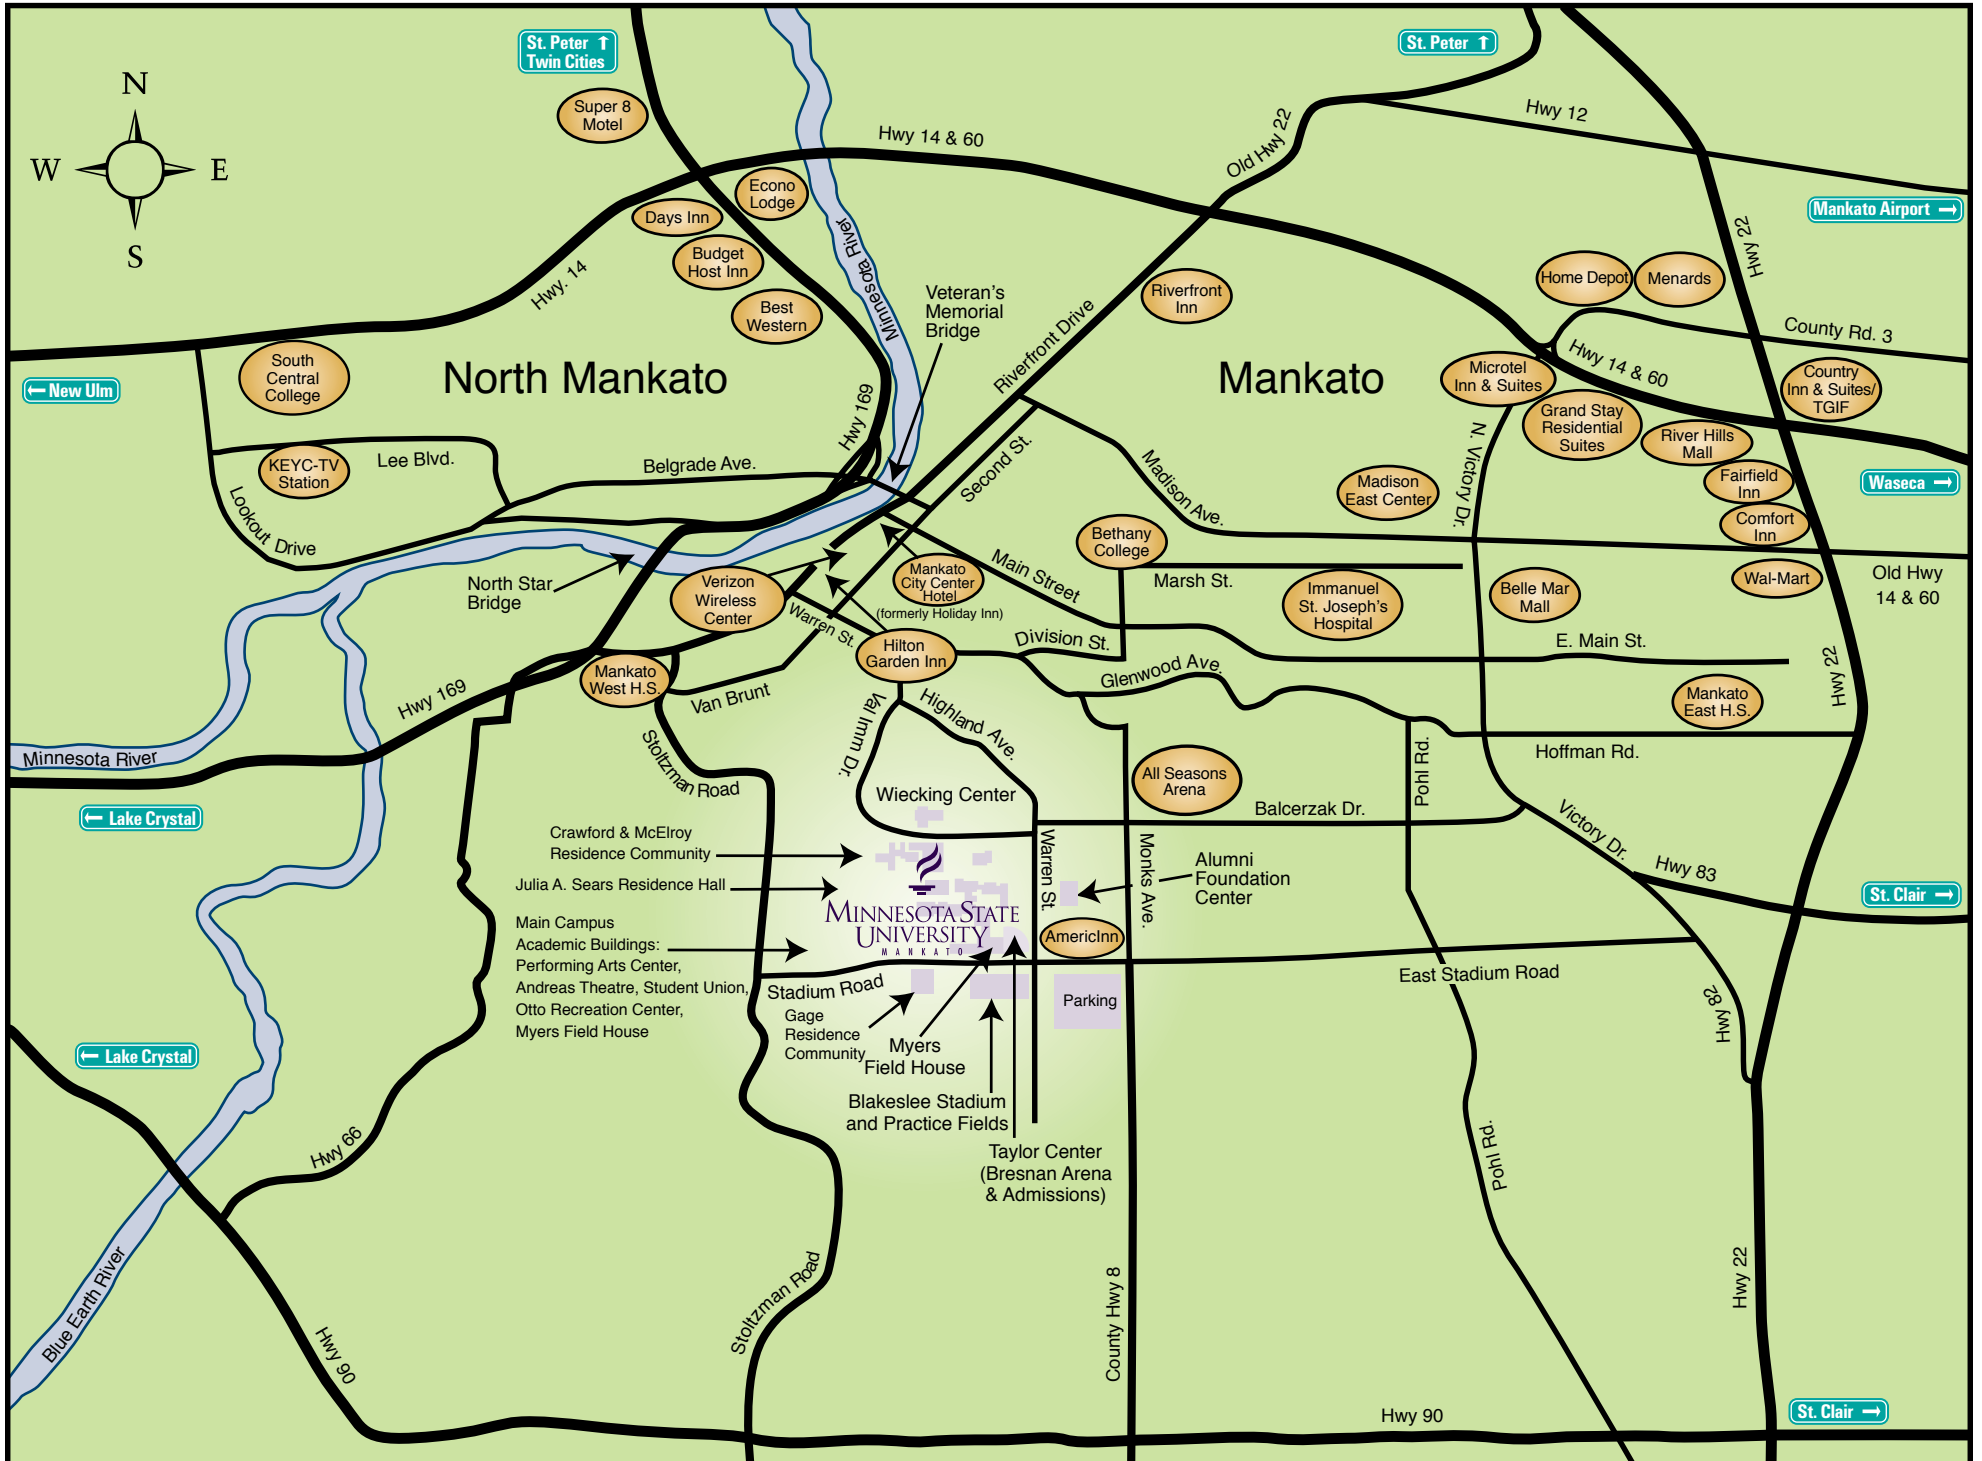 St. Peter ↑
Twin Cities
St. Peter ↑
N
W
E
S
Super 8
Motel
Hwy 14 & 60
Old Hwy 22
Hwy 12
Mankato Airport →
Econo
Lodge
Days Inn
Budget
Host Inn
Best
Western
Hwy. 14
Minnesota River
Veteran's
Memorial
Bridge
Riverfront
Inn
Riverfront Drive
Home Depot
Menards
Hwy 22
County Rd. 3
South
Central
College
North Mankato
Mankato
← New Ulm
Microtel
Inn & Suites
Hwy 14 & 60
Country
Inn & Suites/
TGIF
Grand Stay
Residential
Suites
River Hills
Mall
Fairfield
Inn
Comfort
Inn
Waseca →
Hwy 169
KEYC-TV
Station
Lee Blvd.
Belgrade Ave.
Second St.
Madison Ave.
Madison
East Center
N. Victory Dr.
Lookout Drive
Bethany
College
Marsh St.
Main Street
Immanuel
St. Joseph's
Hospital
Belle Mar
Mall
Wal-Mart
Old Hwy
14 & 60
North Star
Bridge
Verizon
Wireless
Center
Mankato
City Center
Hotel
(formerly Holiday Inn)
Warren St.
Hilton
Garden Inn
Division St.
Glenwood Ave.
E. Main St.
Mankato
West H.S.
Van Brunt
Mankato
East H.S.
Hwy 22
Hwy 169
Minnesota River
Stoltzman Road
Val Imm Dr.
Highland Ave.
Hoffman Rd.
Pohl Rd.
All Seasons
Arena
Wiecking Center
Balcerzak Dr.
Victory Dr.
← Lake Crystal
Crawford & McElroy
Residence Community
Julia A. Sears Residence Hall
Main Campus
Academic Buildings:
Performing Arts Center,
Andreas Theatre, Student Union,
Otto Recreation Center,
Myers Field House
Minnesota State
University
MANKATO
Warren St.
Monks Ave.
Alumni
Foundation
Center
Hwy 83
St. Clair →
AmericInn
Stadium Road
East Stadium Road
Parking
Gage
Residence
Community
Myers
Field House
Hwy 82
← Lake Crystal
Blakeslee Stadium
and Practice Fields
Taylor Center
(Bresnan Arena
& Admissions)
Hwy 66
Pohl Rd.
Blue Earth River
Hwy 90
Stoltzman Road
County Hwy 8
Hwy 22
Hwy 90
St. Clair →